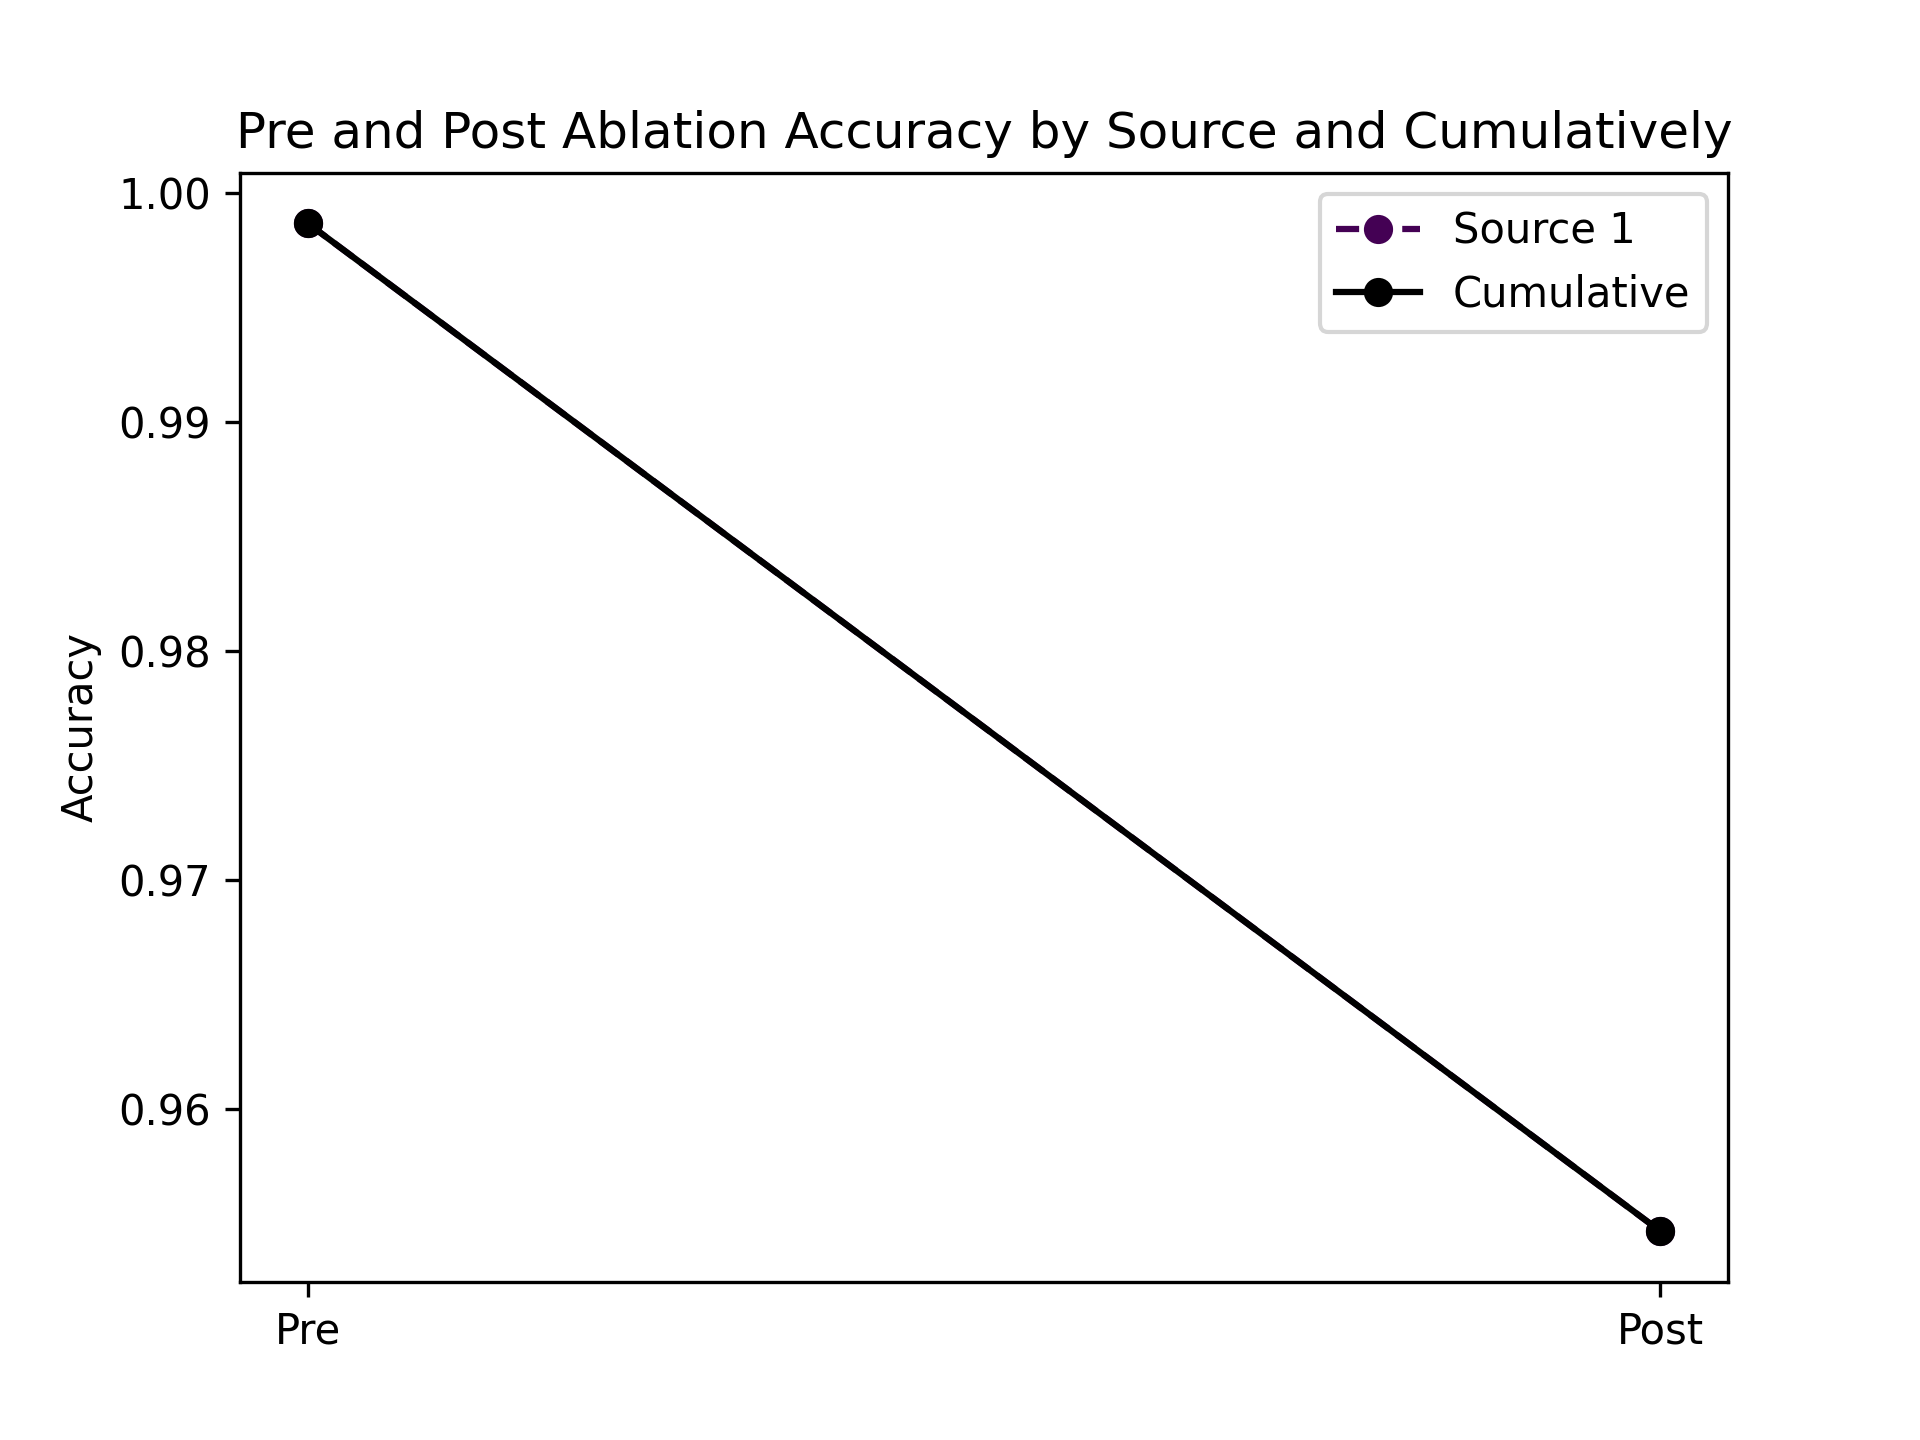 Pre and Post Ablation Accuracy by Source and Cumulatively
1.00
0.99
0.98
0.97
0.96
Accuracy
Source 1
Cumulative
Pre
Post